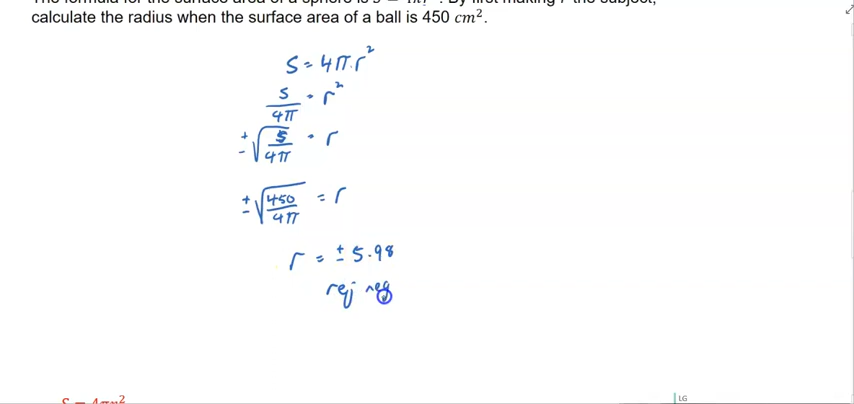 calculate the radius when the surface area of a ball is 450 cm².
S = 4π.r²
S/4π = r²
±√(S/4π) = r
±√(450/4π) = r
r = ±5.98
rej neg
LG